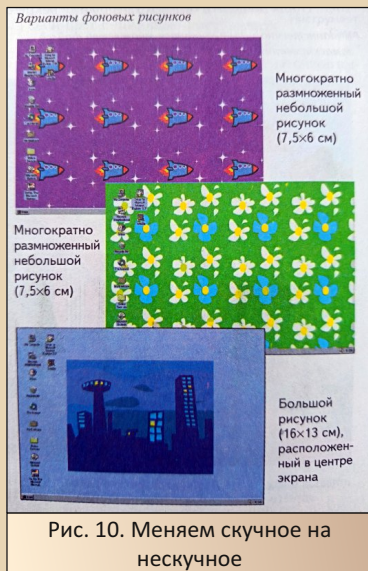 Варианты фоновых рисунков
Многократно
размноженный
небольшой
рисунок
(7,5×6 см)
Многократно
размноженный
небольшой
рисунок
(7,5×6 см)
Большой
рисунок
(16×13 см),
расположен-
ный в центре
экрана
Рис. 10. Меняем скучное на
нескучное